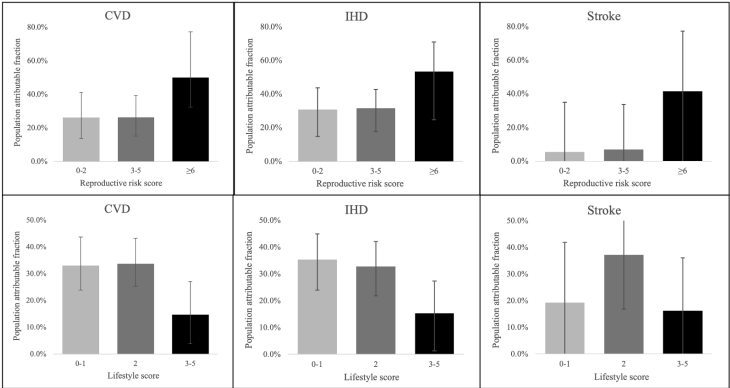 CVD
Population attributable fraction
80.0%
60.0%
40.0%
20.0%
0.0%
0-2
3-5
≥6
Reproductive risk score
IHD
Population attributable fraction
80.0%
60.0%
40.0%
20.0%
0.0%
0-2
3-5
≥6
Reproductive risk score
Stroke
Population attributable fraction
80.0%
60.0%
40.0%
20.0%
0.0%
0-2
3-5
≥6
Reproductive risk score
CVD
Population attributable fraction
50.0%
40.0%
30.0%
20.0%
10.0%
0.0%
0-1
2
3-5
Lifestyle score
IHD
Population attributable fraction
50.0%
40.0%
30.0%
20.0%
10.0%
0.0%
0-1
2
3-5
Lifestyle score
Stroke
Population attributable fraction
50.0%
40.0%
30.0%
20.0%
10.0%
0.0%
0-1
2
3-5
Lifestyle score